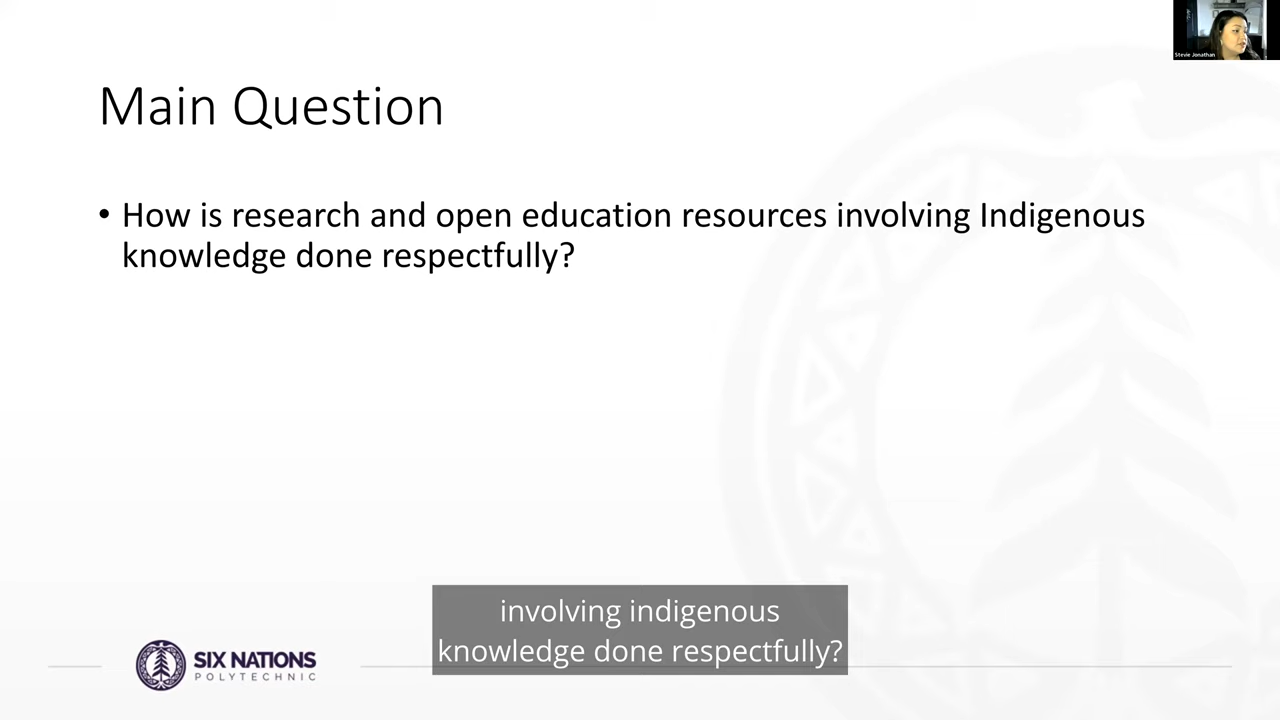 Stevie Jonathan
Main Question
• How is research and open education resources involving Indigenous
knowledge done respectfully?
involving indigenous
knowledge done respectfully?
SIX NATIONS
POLYTECHNIC